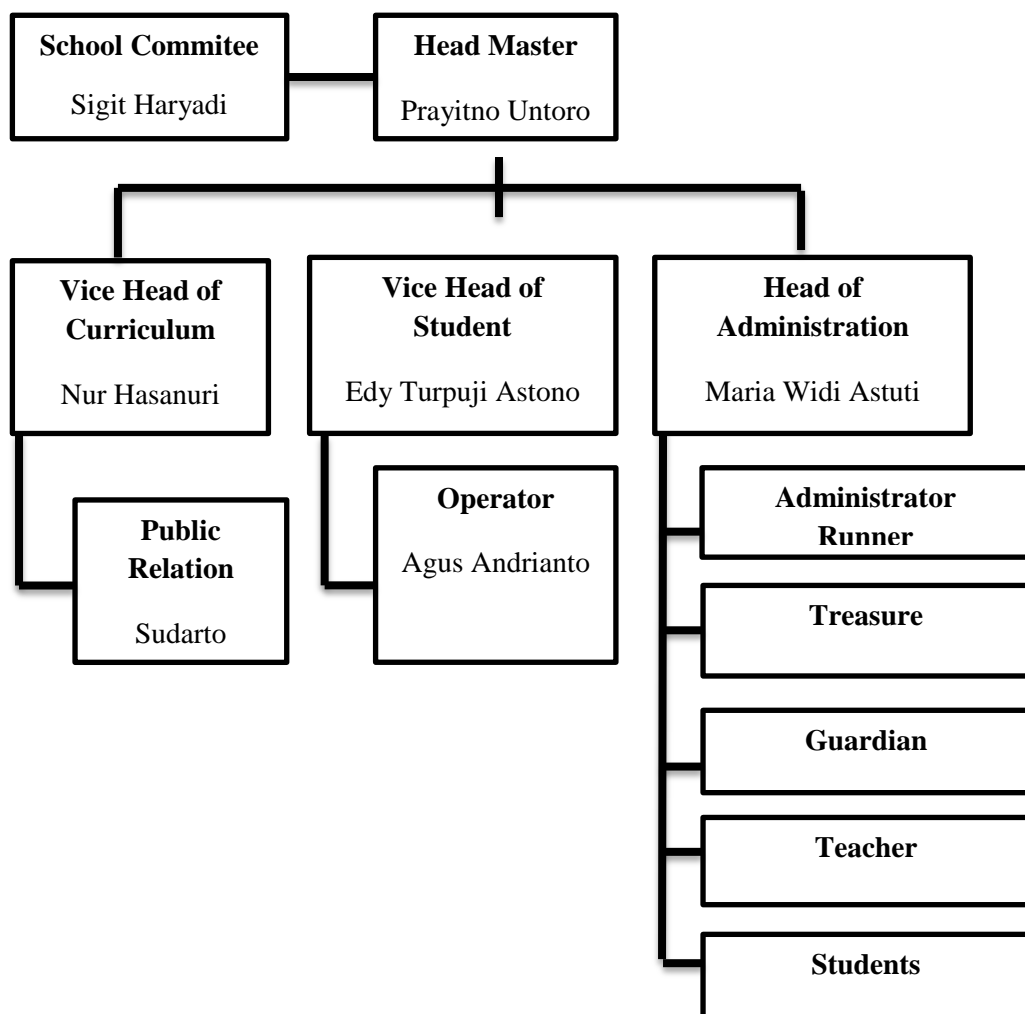 School Commitee
Sigit Haryadi
Head Master
Prayitno Untoro
Vice Head of
Curriculum
Nur Hasanuri
Vice Head of
Student
Edy Turpuji Astono
Head of
Administration
Maria Widi Astuti
Public
Relation
Sudarto
Operator
Agus Andrianto
Administrator
Runner
Treasure
Guardian
Teacher
Students